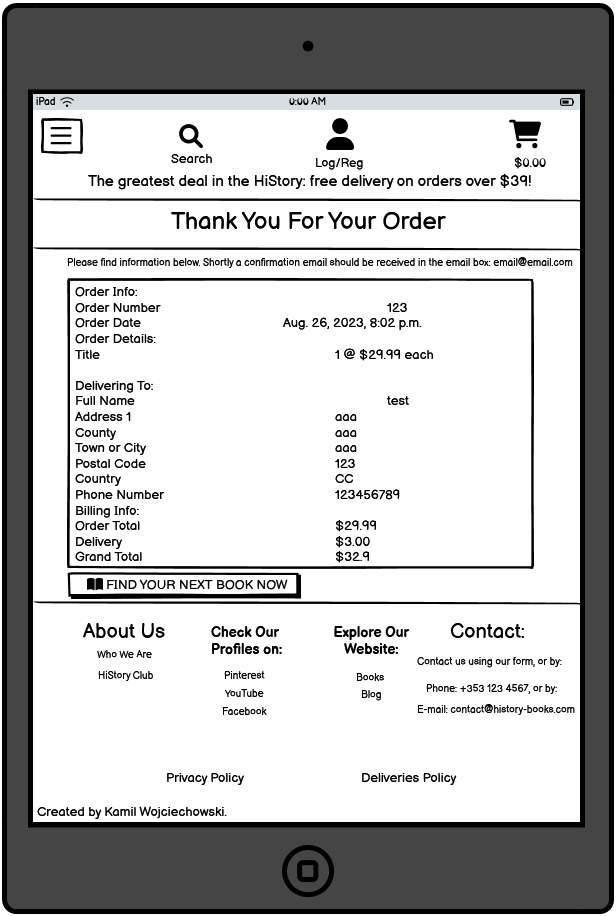 iPad 0:00 AM
Search
Log/Reg
$0.00
The greatest deal in the HiStory: free delivery on orders over $39!
Thank You For Your Order
Please find information below. Shortly a confirmation email should be received in the email box: email@email.com
Order Info:
Order Number 123
Order Date Aug. 26, 2023, 8:02 p.m.
Order Details:
Title 1 @ $29.99 each
Delivering To:
Full Name test
Address 1 aaa
County aaa
Town or City aaa
Postal Code 123
Country CC
Phone Number 123456789
Billing Info:
Order Total $29.99
Delivery $3.00
Grand Total $32.9
FIND YOUR NEXT BOOK NOW
About Us
Who We Are
HiStory Club
Check Our
Profiles on:
Pinterest
YouTube
Facebook
Explore Our
Website:
Books
Blog
Contact:
Contact us using our form, or by:
Phone: +353 123 4567, or by:
E-mail: contact@history-books.com
Privacy Policy
Deliveries Policy
Created by Kamil Wojciechowski.